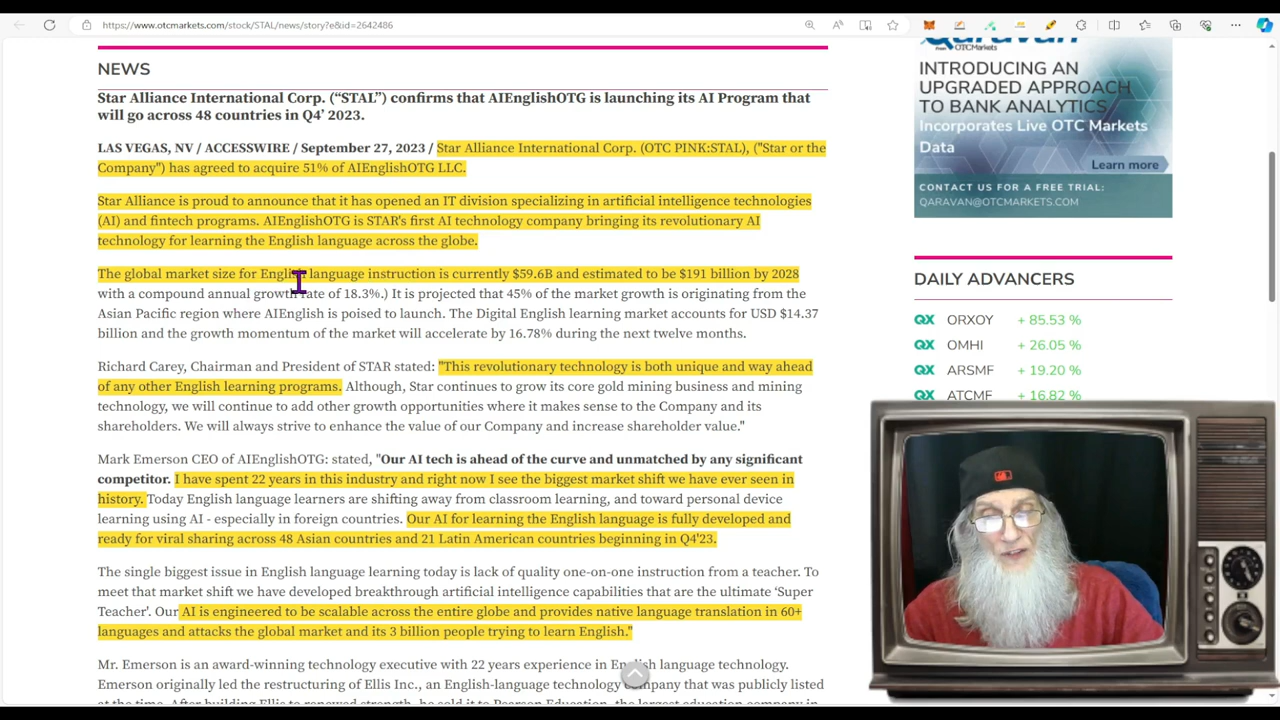 https://www.otcmarkets.com/stock/STAL/news/story?e&id=2642486
NEWS
Star Alliance International Corp. (“STAL”) confirms that AIEnglishOTG is launching its AI Program that
will go across 48 countries in Q4’ 2023.
LAS VEGAS, NV / ACCESSWIRE / September 27, 2023 / Star Alliance International Corp. (OTC PINK:STAL), ("Star or the
Company") has agreed to acquire 51% of AIEnglishOTG LLC.
Star Alliance is proud to announce that it has opened an IT division specializing in artificial intelligence technologies
(AI) and fintech programs. AIEnglishOTG is STAR's first AI technology company bringing its revolutionary AI
technology for learning the English language across the globe.
The global market size for English language instruction is currently $59.6B and estimated to be $191 billion by 2028
with a compound annual growth rate of 18.3%.) It is projected that 45% of the market growth is originating from the
Asian Pacific region where AIEnglish is poised to launch. The Digital English learning market accounts for USD $14.37
billion and the growth momentum of the market will accelerate by 16.78% during the next twelve months.
Richard Carey, Chairman and President of STAR stated: "This revolutionary technology is both unique and way ahead
of any other English learning programs. Although, Star continues to grow its core gold mining business and mining
technology, we will continue to add other growth opportunities where it makes sense to the Company and its
shareholders. We will always strive to enhance the value of our Company and increase shareholder value."
Mark Emerson CEO of AIEnglishOTG: stated, "Our AI tech is ahead of the curve and unmatched by any significant
competitor. I have spent 22 years in this industry and right now I see the biggest market shift we have ever seen in
history. Today English language learners are shifting away from classroom learning, and toward personal device
learning using AI - especially in foreign countries. Our AI for learning the English language is fully developed and
ready for viral sharing across 48 Asian countries and 21 Latin American countries beginning in Q4'23.
The single biggest issue in English language learning today is lack of quality one-on-one instruction from a teacher. To
meet that market shift we have developed breakthrough artificial intelligence capabilities that are the ultimate ‘Super
Teacher'. Our AI is engineered to be scalable across the entire globe and provides native language translation in 60+
languages and attacks the global market and its 3 billion people trying to learn English."
Mr. Emerson is an award-winning technology executive with 22 years experience in English language technology.
Emerson originally led the restructuring of Ellis Inc., an English-language technology company that was publicly listed
at the time. After building Ellis to renewed strength, he sold it to Pearson Education, the largest education company in
Qaravan
From OTCMarkets
INTRODUCING AN
UPGRADED APPROACH
TO BANK ANALYTICS
Incorporates Live OTC Markets
Data
Learn more
CONTACT US FOR A FREE TRIAL:
QARAVAN@OTCMARKETS.COM
DAILY ADVANCERS
QX ORXOY + 85.53 %
QX OMHI + 26.05 %
QX ARSMF + 19.20 %
QX ATCMF + 16.82 %